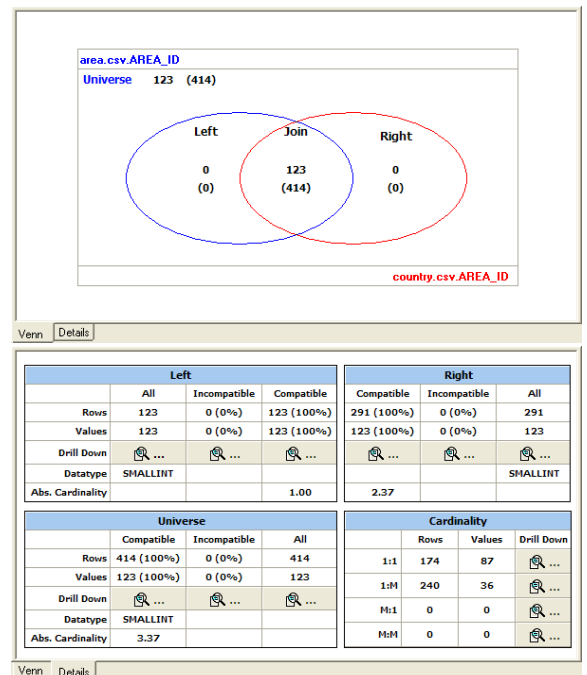 area.csv.AREA_ID
Universe 123 (414)
Left Join Right
0 123 0
(0) (414) (0)
country.csv.AREA_ID
Venn Details
Left
All Incompatible Compatible
Rows 123 0 (0%) 123 (100%)
Values 123 0 (0%) 123 (100%)
Drill Down ... ... ...
Datatype SMALLINT
Abs. Cardinality 1.00
Right
Compatible Incompatible All
291 (100%) 0 (0%) 291
123 (100%) 0 (0%) 123
... ... ...
SMALLINT
2.37
Universe
Compatible Incompatible All
Rows 414 (100%) 0 (0%) 414
Values 123 (100%) 0 (0%) 123
Drill Down ... ... ...
Datatype SMALLINT
Abs. Cardinality 3.37
Cardinality
Rows Values Drill Down
1:1 174 87 ...
1:M 240 36 ...
M:1 0 0 ...
M:M 0 0 ...
Venn Details